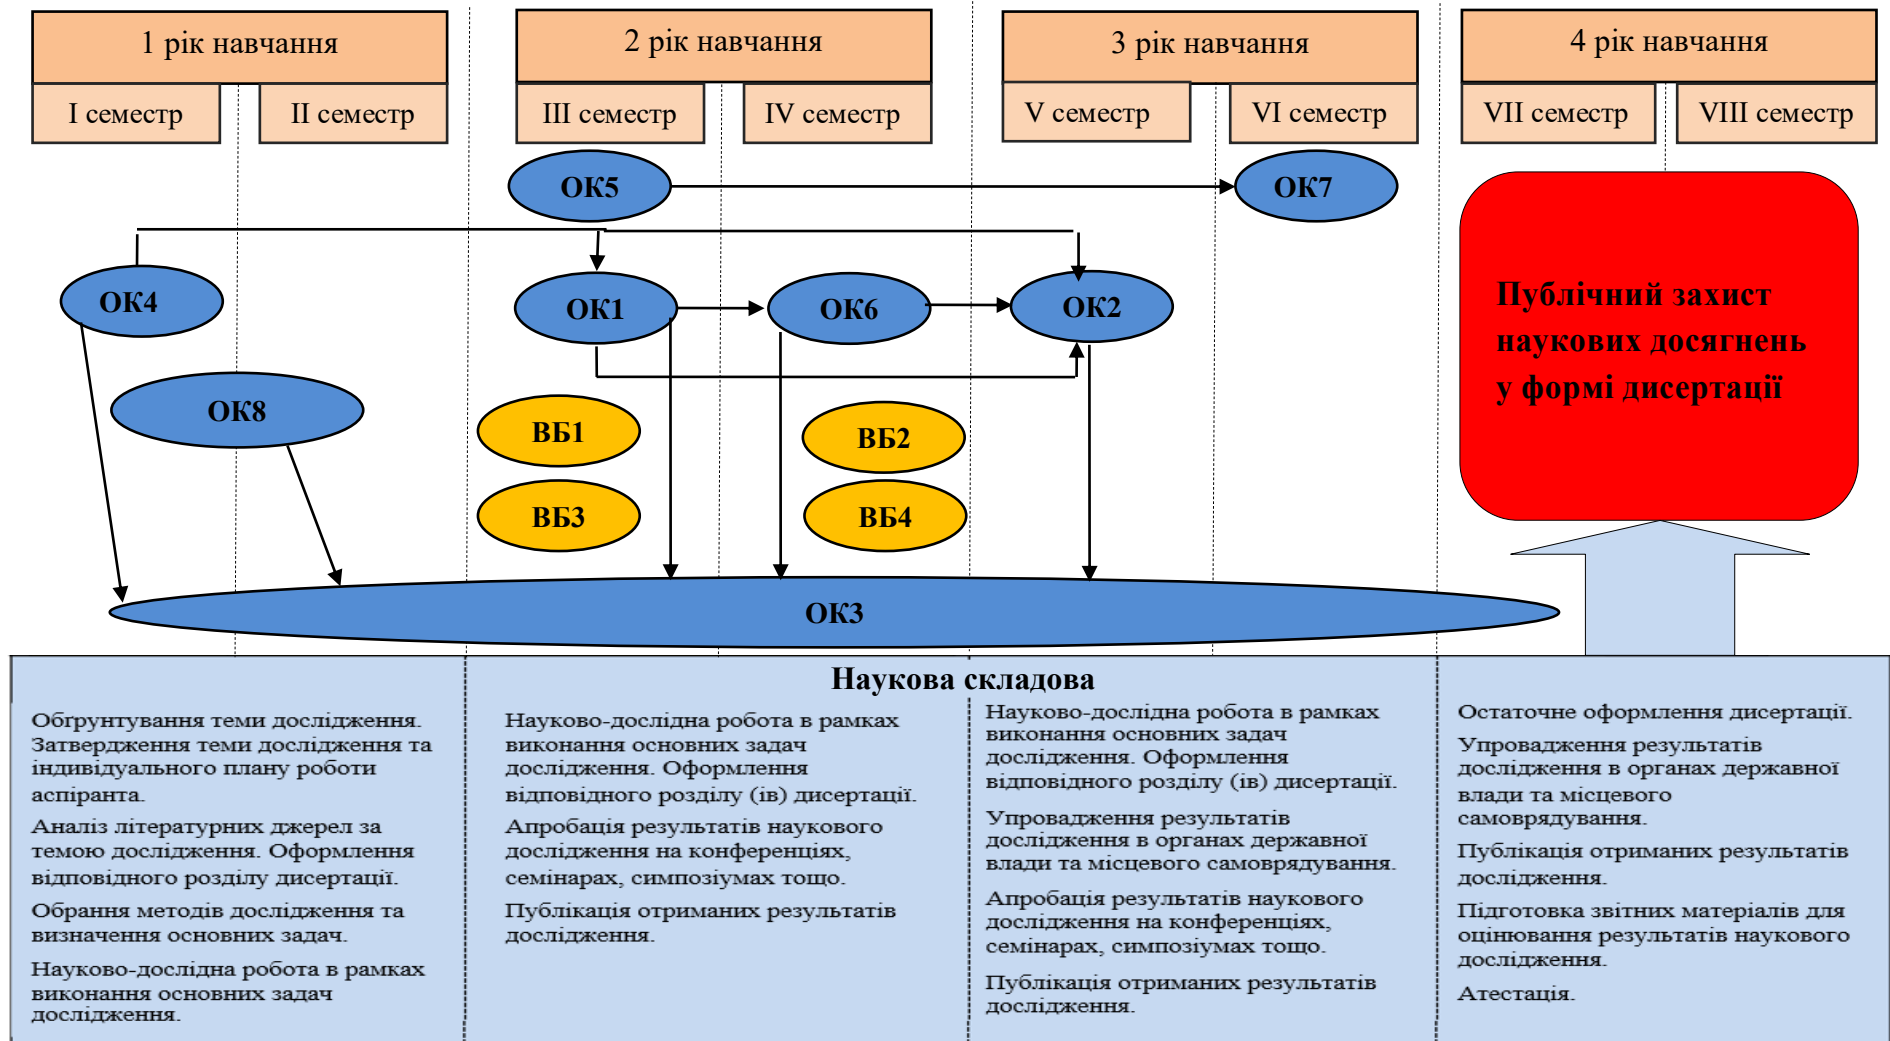 1 рік навчання
2 рік навчання
3 рік навчання
4 рік навчання
I семестр
II семестр
III семестр
IV семестр
V семестр
VI семестр
VII семестр
VIII семестр
ОК5
ОК7
ОК4
ОК1
ОК6
ОК2
ОК8
ВБ1
ВБ2
ВБ3
ВБ4
Публічний захист
наукових досягнень
у формі дисертації
ОК3
Наукова складова
Обґрунтування теми дослідження.
Затвердження теми дослідження та
індивідуального плану роботи
аспіранта.
Аналіз літературних джерел за
темою дослідження. Оформлення
відповідного розділу дисертації.
Обрання методів дослідження та
визначення основних задач.
Науково-дослідна робота в рамках
виконання основних задач
дослідження.
Науково-дослідна робота в рамках
виконання основних задач
дослідження. Оформлення
відповідного розділу (ів) дисертації.
Апробація результатів наукового
дослідження на конференціях,
семінарах, симпозіумах тощо.
Публікація отриманих результатів
дослідження.
Науково-дослідна робота в рамках
виконання основних задач
дослідження. Оформлення
відповідного розділу (ів) дисертації.
Упровадження результатів
дослідження в органах державної
влади та місцевого самоврядування.
Апробація результатів наукового
дослідження на конференціях,
семінарах, симпозіумах тощо.
Публікація отриманих результатів
дослідження.
Остаточне оформлення дисертації.
Упровадження результатів
дослідження в органах державної
влади та місцевого
самоврядування.
Публікація отриманих результатів
дослідження.
Підготовка звітних матеріалів для
оцінювання результатів наукового
дослідження.
Атестація.